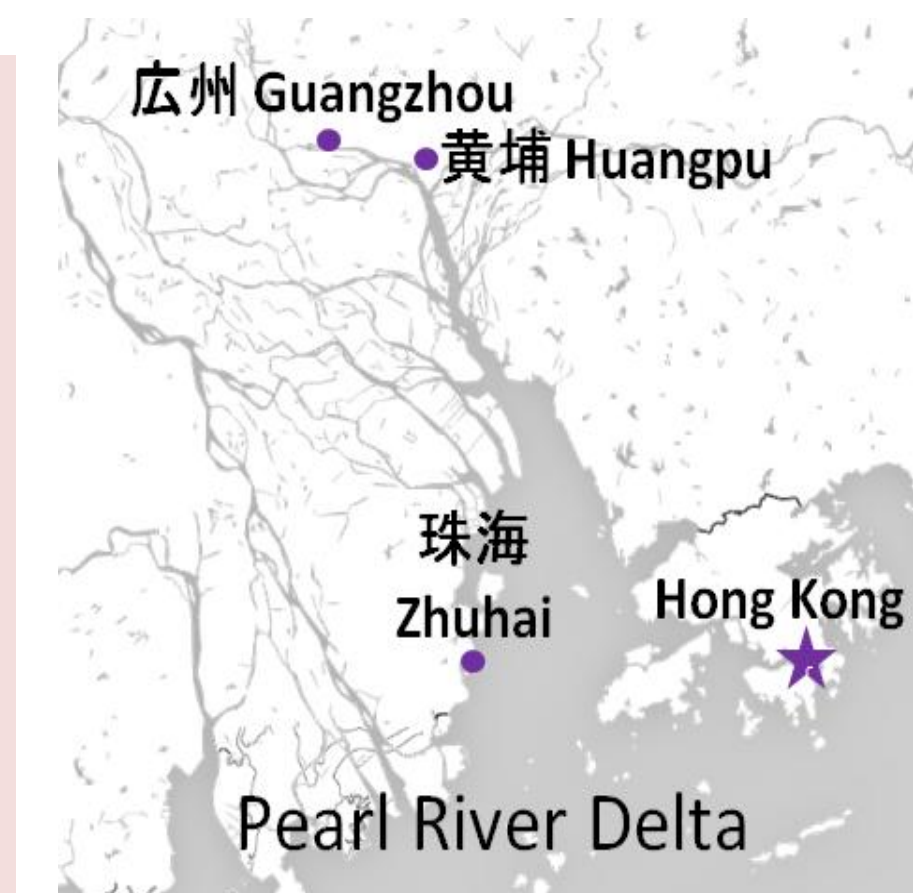 広州 Guangzhou
黄埔 Huangpu
珠海
Zhuhai
Hong Kong
Pearl River Delta